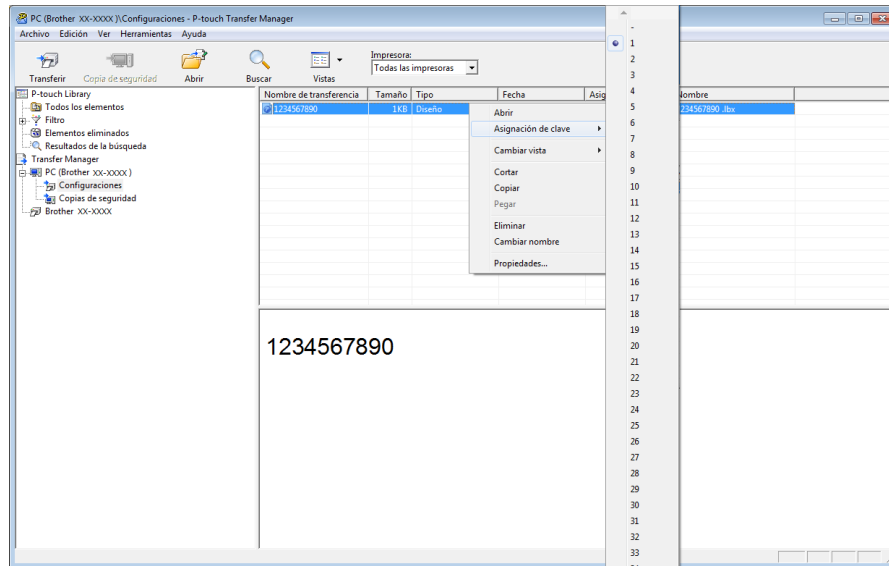 PC (Brother XX-XXXX )\Configuraciones - P-touch Transfer Manager
Archivo Edición Ver Herramientas Ayuda
Transferir
Copia de seguridad
Abrir
Buscar
Vistas
Impresora:
Todas las impresoras
P-touch Library
Todos los elementos
Filtro
Elementos eliminados
Resultados de la búsqueda
Transfer Manager
PC (Brother XX-XXXX )
Configuraciones
Copias de seguridad
Brother XX-XXXX
Nombre de transferencia Tamaño Tipo Fecha
1234567890 1KB Diseño
Abrir
Asignación de clave
Cambiar vista
Cortar
Copiar
Pegar
Eliminar
Cambiar nombre
Propiedades...
-
1
2
3
4
5
6
7
8
9
10
11
12
13
14
15
16
17
18
19
20
21
22
23
24
25
26
27
28
29
30
31
32
33
1234567890